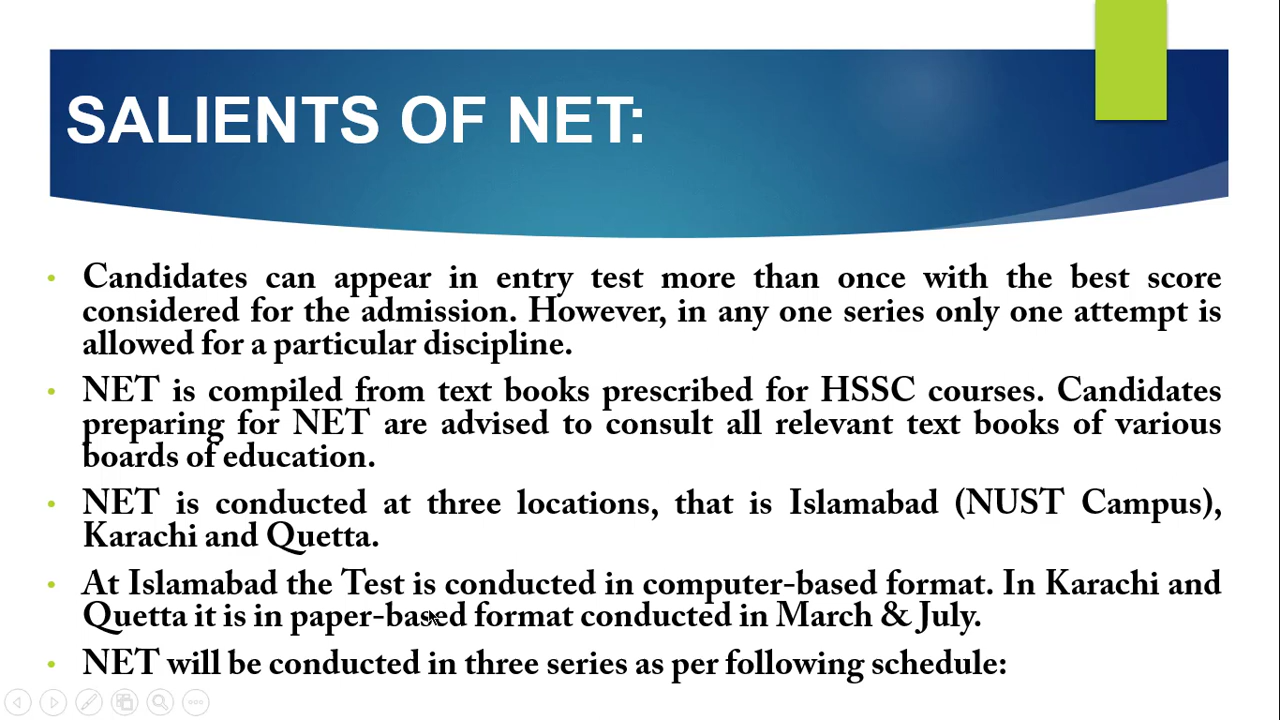 SALIENTS OF NET:
• Candidates can appear in entry test more than once with the best score
considered for the admission. However, in any one series only one attempt is
allowed for a particular discipline.
• NET is compiled from text books prescribed for HSSC courses. Candidates
preparing for NET are advised to consult all relevant text books of various
boards of education.
• NET is conducted at three locations, that is Islamabad (NUST Campus),
Karachi and Quetta.
• At Islamabad the Test is conducted in computer-based format. In Karachi and
Quetta it is in paper-based format conducted in March & July.
• NET will be conducted in three series as per following schedule: